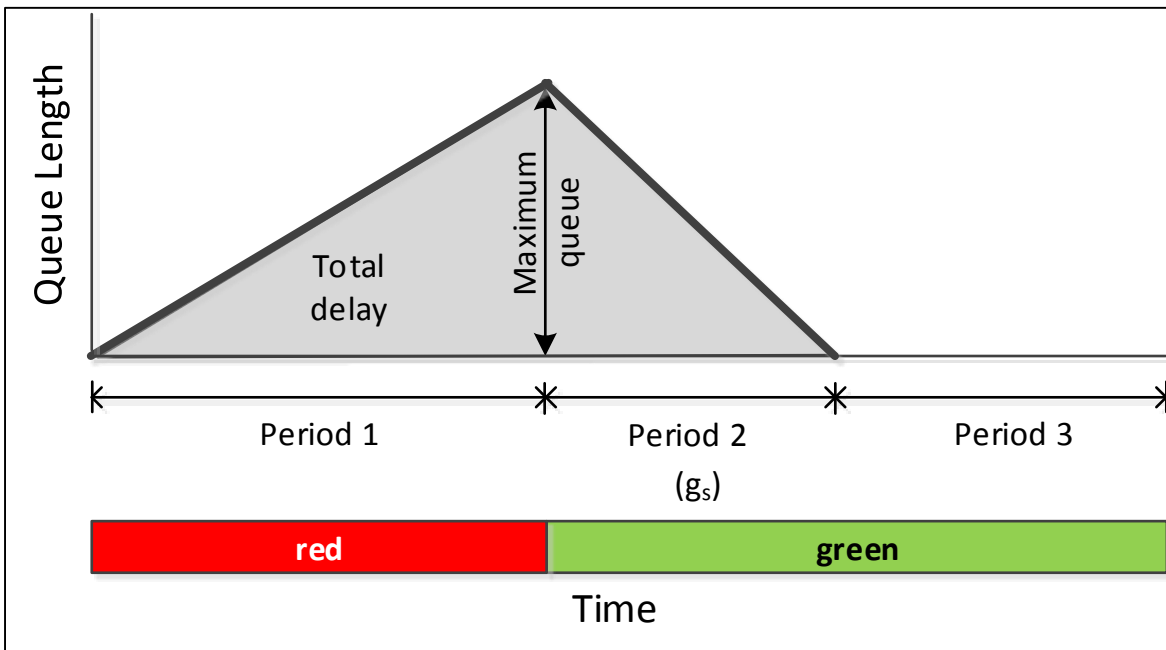 Queue Length
Total
delay
Maximum
queue
Period 1
Period 2
Period 3
(gs)
red
green
Time